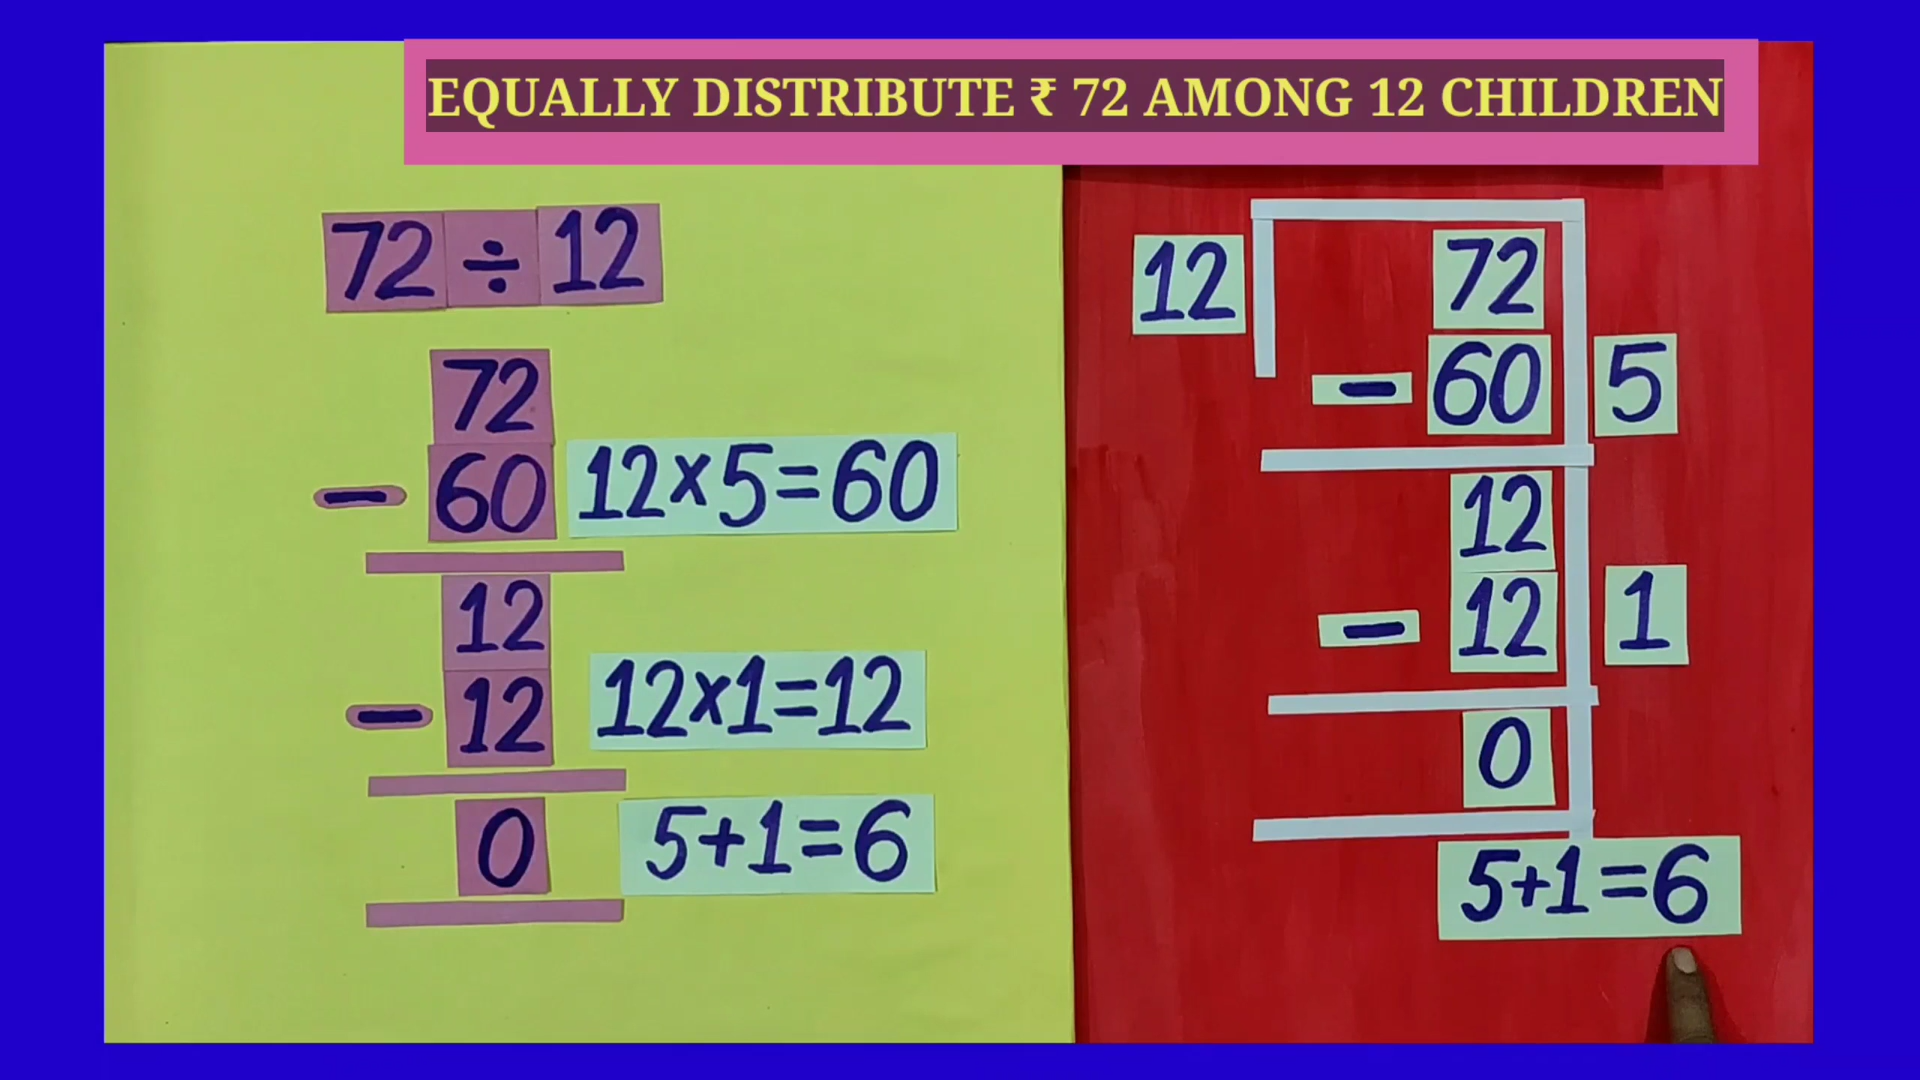 EQUALLY DISTRIBUTE ₹ 72 AMONG 12 CHILDREN
72 ÷ 12
72
- 60 12×5=60
12
- 12 12×1=12
0 5+1=6
12 72
- 60 5
12
- 12 1
0
5+1=6